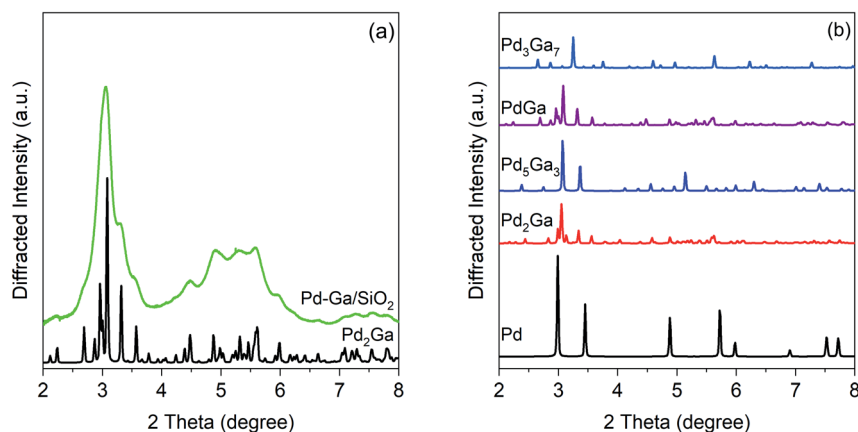 (a)
Diffracted Intensity (a.u.)
Pd-Ga/SiO₂
Pd₂Ga
2 3 4 5 6 7 8
2 Theta (degree)
(b)
Diffracted Intensity (a.u.)
Pd₃Ga₇
PdGa
Pd₅Ga₃
Pd₂Ga
Pd
2 3 4 5 6 7 8
2 Theta (degree)